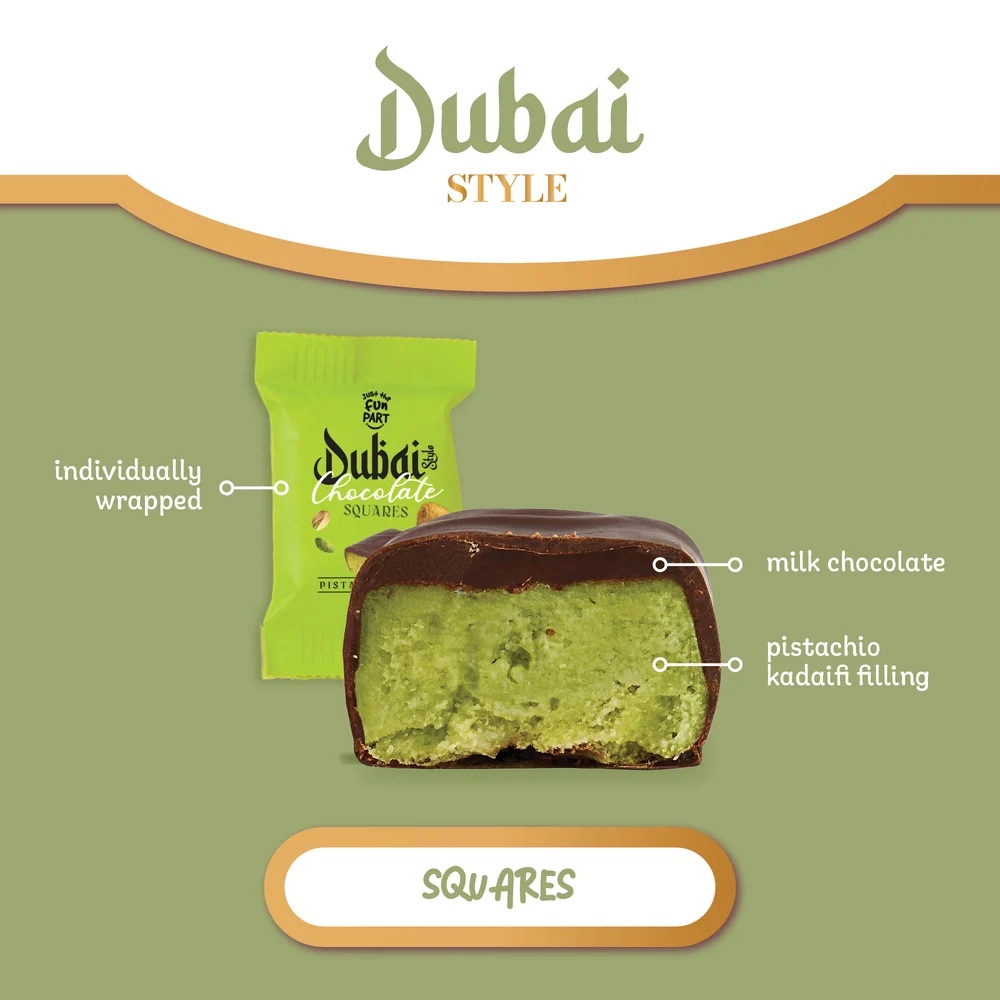 Dubai
STYLE
just the
fun
PART
Dubai Style
Chocolate
SQUARES
individually
wrapped
milk chocolate
pistachio
kadaifi filling
SQUARES